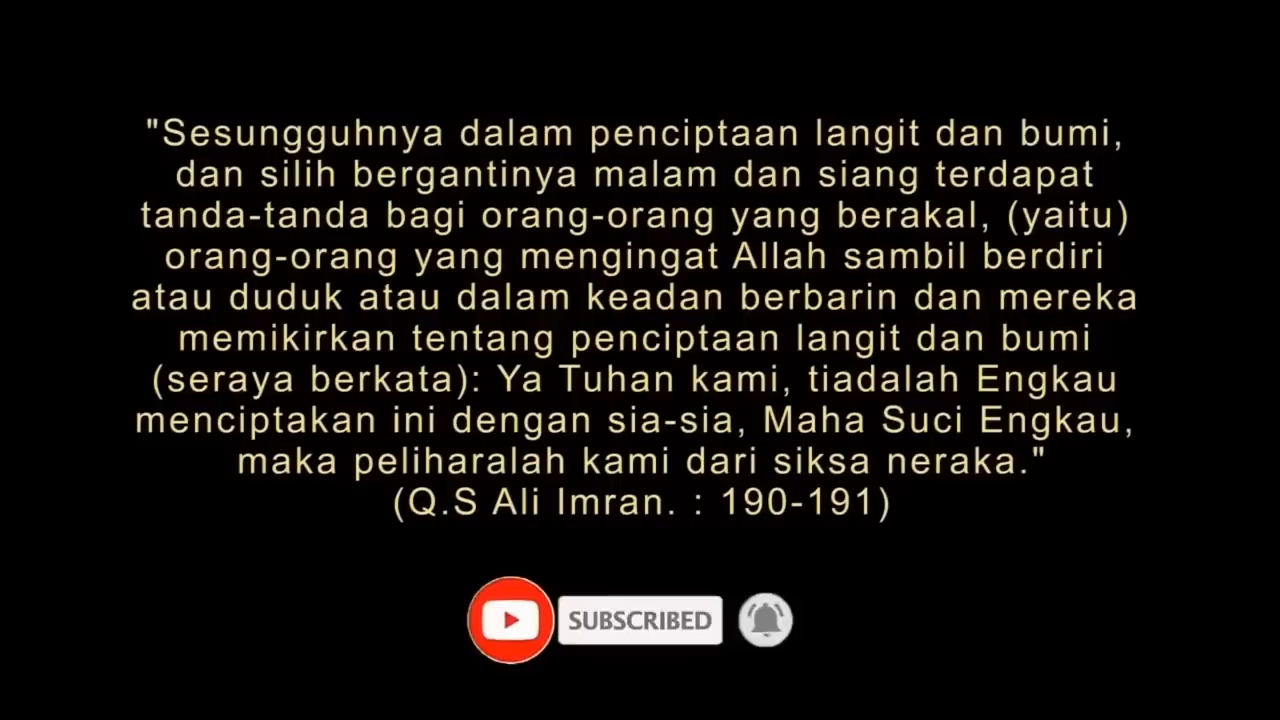 "Sesungguhnya dalam penciptaan langit dan bumi,
dan silih bergantinya malam dan siang terdapat
tanda-tanda bagi orang-orang yang berakal, (yaitu)
orang-orang yang mengingat Allah sambil berdiri
atau duduk atau dalam keadan berbarin dan mereka
memikirkan tentang penciptaan langit dan bumi
(seraya berkata): Ya Tuhan kami, tiadalah Engkau
menciptakan ini dengan sia-sia, Maha Suci Engkau,
maka peliharalah kami dari siksa neraka."
(Q.S Ali Imran. : 190-191)
SUBSCRIBED